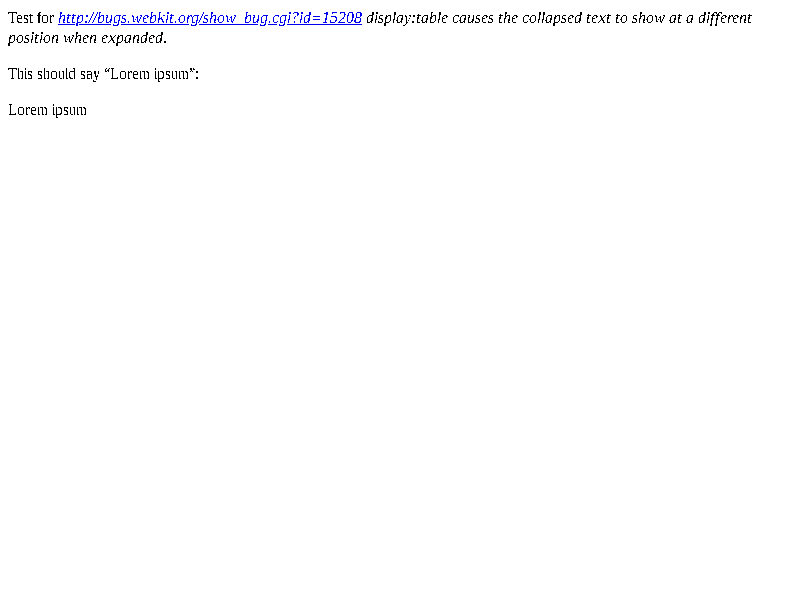 Test for http://bugs.webkit.org/show_bug.cgi?id=15208 display:table causes the collapsed text to show at a different
position when expanded.
This should say “Lorem ipsum”:
Lorem ipsum